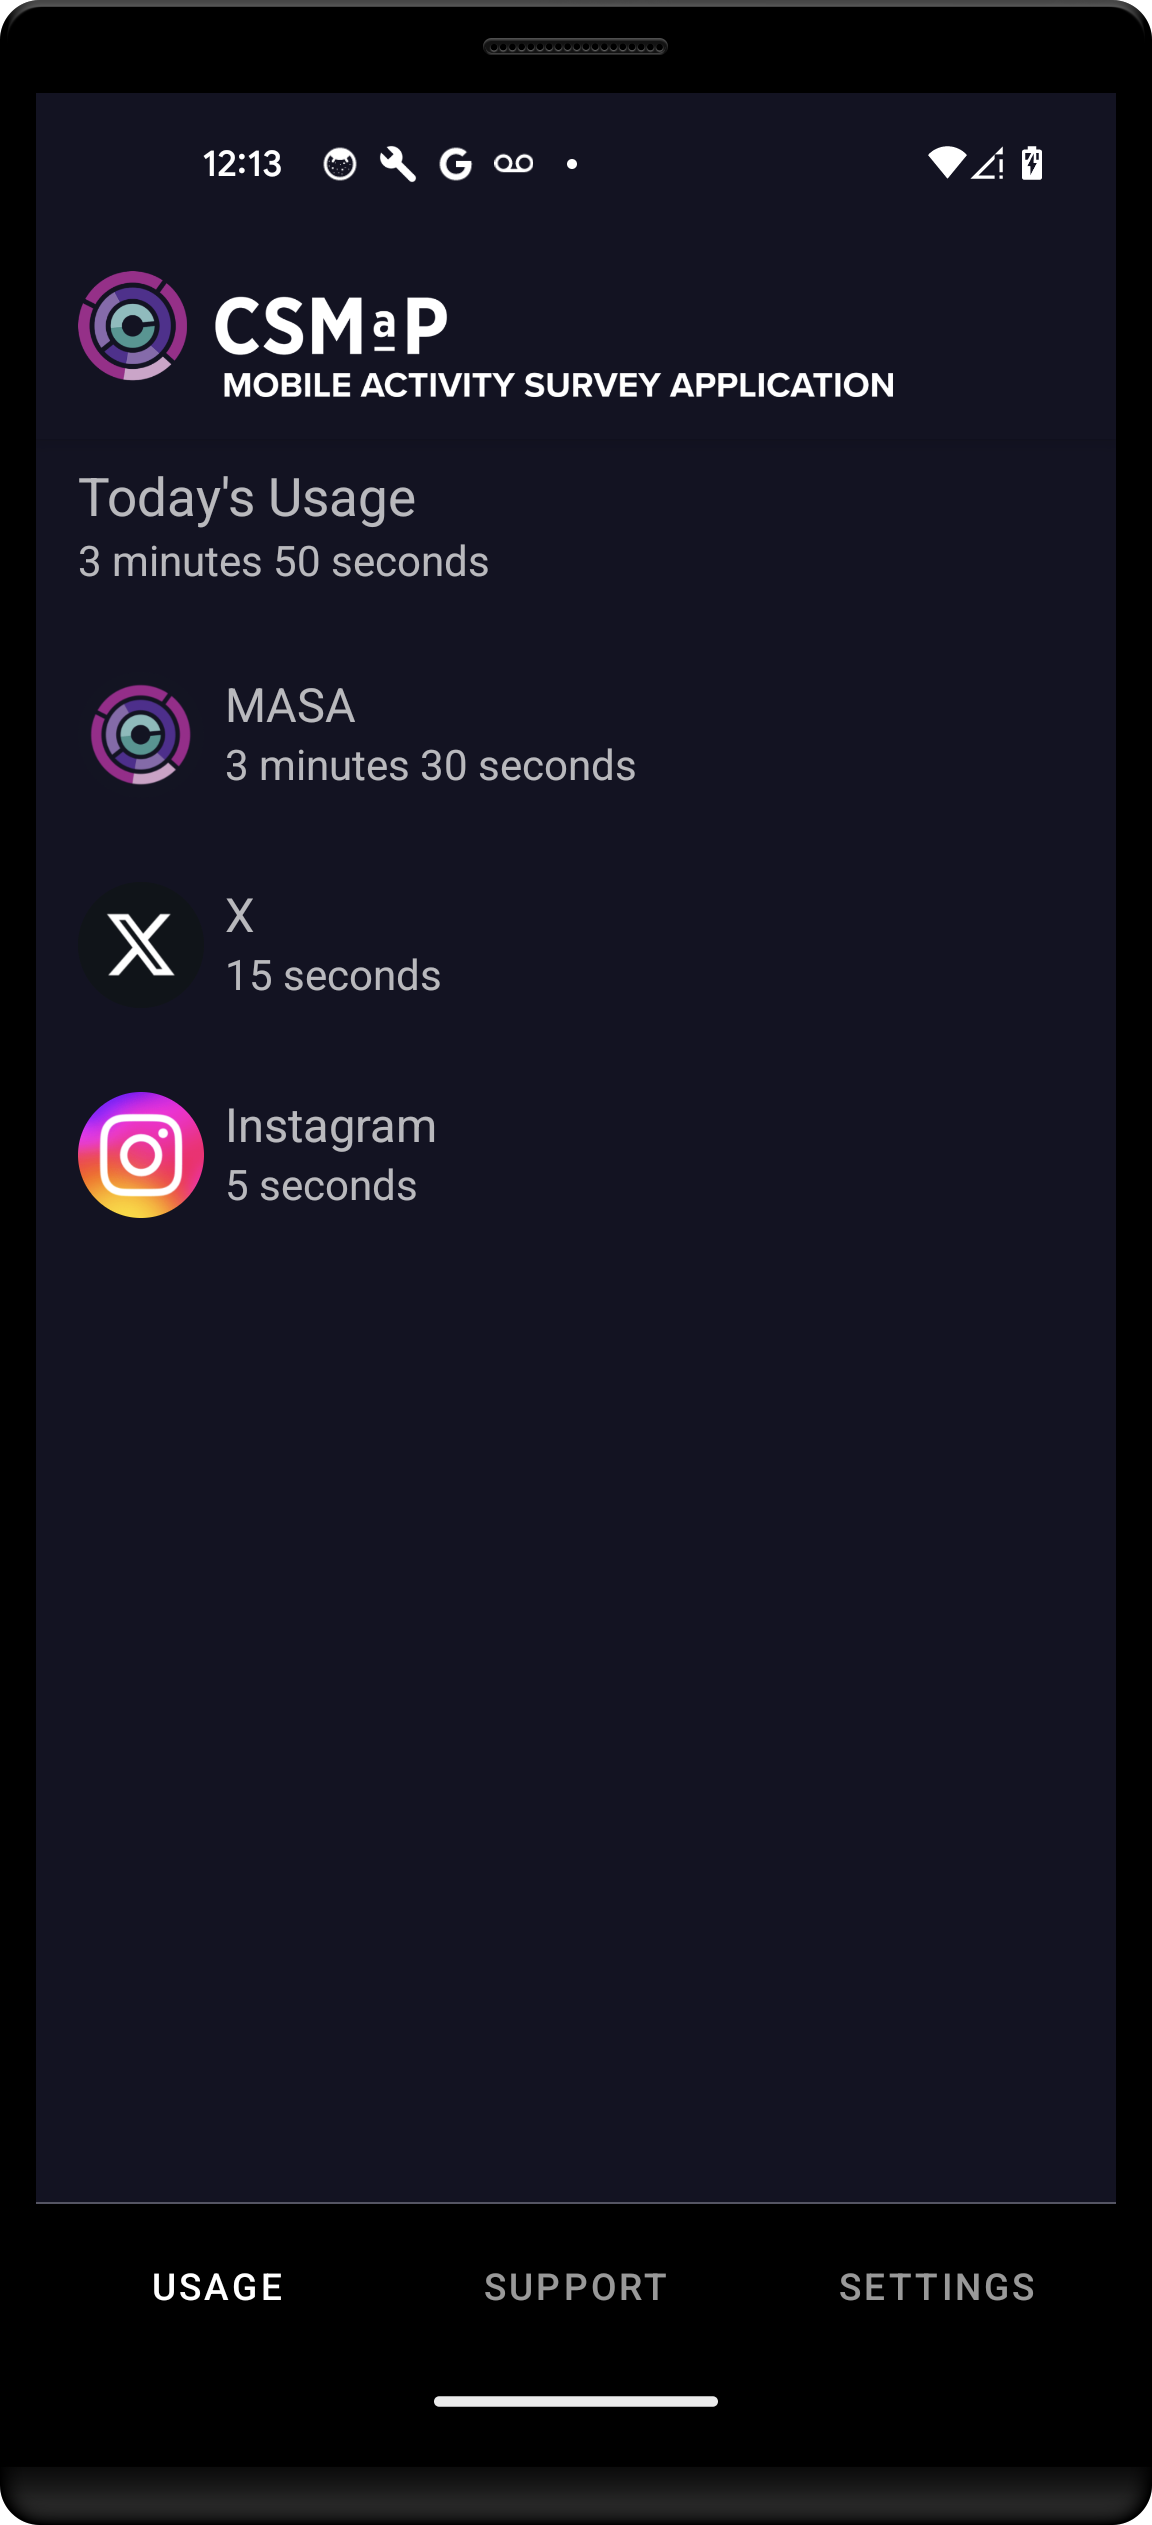 12:13
CSMaP
MOBILE ACTIVITY SURVEY APPLICATION
Today's Usage
3 minutes 50 seconds
MASA
3 minutes 30 seconds
X
15 seconds
Instagram
5 seconds
USAGE SUPPORT SETTINGS